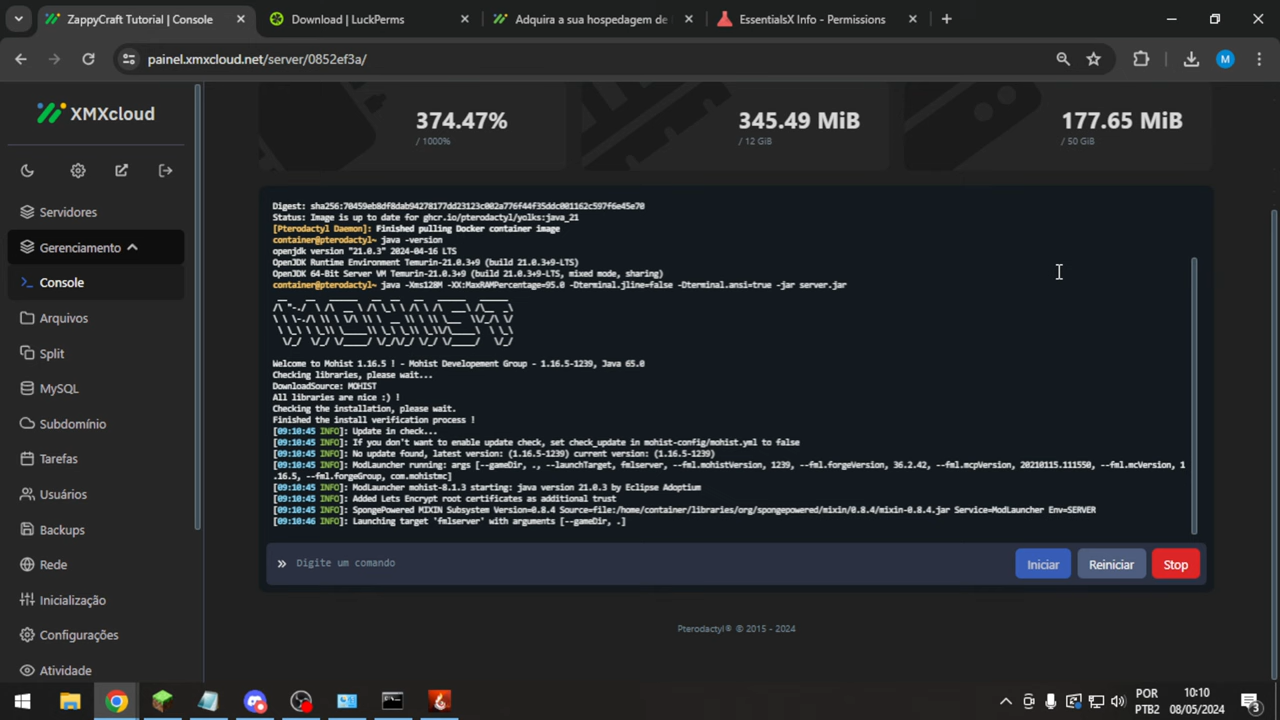 ZappyCraft Tutorial | Console
Download | LuckPerms
Adquira a sua hospedagem de
EssentialsX Info - Permissions
painel.xmxcloud.net/server/0852ef3a/
M
XMXcloud
Servidores
Gerenciamento
Console
Arquivos
Split
MySQL
Subdomínio
Tarefas
Usuários
Backups
Rede
Inicialização
Configurações
Atividade
374.47%
/ 1000%
345.49 MiB
/ 12 GiB
177.65 MiB
/ 50 GiB
Digest: sha256:70459eb8df8dab94278177dd23123c002a776f44f35ddc001162c597f6e45e70
Status: Image is up to date for ghcr.io/pterodactyl/yolks:java_21
[Pterodactyl Daemon]: Finished pulling Docker container image
container@pterodactyl~ java -version
openjdk version "21.0.3" 2024-04-16 LTS
OpenJDK Runtime Environment Temurin-21.0.3+9 (build 21.0.3+9-LTS)
OpenJDK 64-Bit Server VM Temurin-21.0.3+9 (build 21.0.3+9-LTS, mixed mode, sharing)
container@pterodactyl~ java -Xms128M -XX:MaxRAMPercentage=95.0 -Dterminal.jline=false -Dterminal.ansi=true -jar server.jar
MOHIST
Welcome to Mohist 1.16.5 ! - Mohist Developement Group - 1.16.5-1239, Java 65.0
Checking libraries, please wait...
DownloadSource: MOHIST
All libraries are nice :) !
Checking the installation, please wait.
Finished the install verification process !
[09:10:45 INFO]: Update in check...
[09:10:45 INFO]: If you don't want to enable update check, set check_update in mohist-config/mohist.yml to false
[09:10:45 INFO]: No update found, latest version: (1.16.5-1239) current version: (1.16.5-1239)
[09:10:45 INFO]: ModLauncher running: args [--gameDir, ., --launchTarget, fmlserver, --fml.mohistVersion, 1239, --fml.forgeVersion, 36.2.42, --fml.mcpVersion, 20210115.111550, --fml.mcVersion, 1
.16.5, --fml.forgeGroup, com.mohistmc]
[09:10:45 INFO]: ModLauncher mohist-8.1.3 starting: java version 21.0.3 by Eclipse Adoptium
[09:10:45 INFO]: Added Lets Encrypt root certificates as additional trust
[09:10:45 INFO]: SpongePowered MIXIN Subsystem Version=0.8.4 Source=file:/home/container/libraries/org/spongepowered/mixin/0.8.4/mixin-0.8.4.jar Service=ModLauncher Env=SERVER
[09:10:46 INFO]: Launching target 'fmlserver' with arguments [--gameDir, .]
» Digite um comando
Iniciar
Reiniciar
Stop
Pterodactyl® © 2015 - 2024
POR
PTB2
10:10
08/05/2024
3